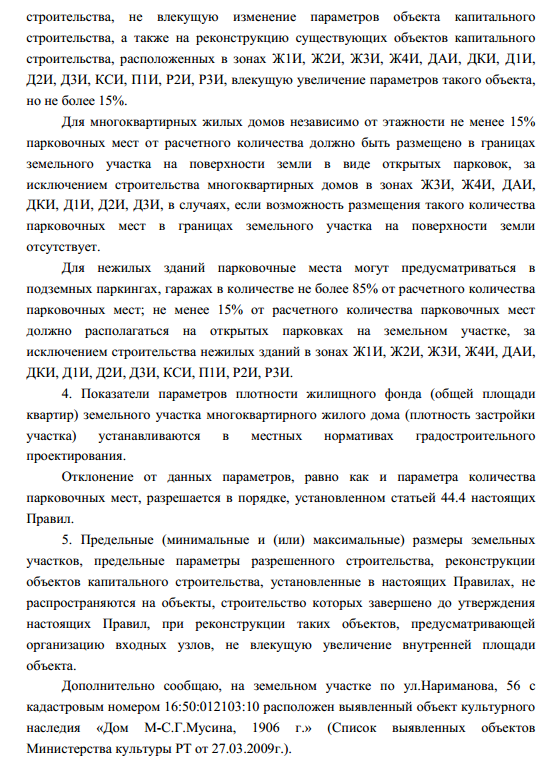 строительства, не влекущую изменение параметров объекта капитального
строительства, а также на реконструкцию существующих объектов капитального
строительства, расположенных в зонах Ж1И, Ж2И, Ж3И, Ж4И, ДАИ, ДКИ, Д1И,
Д2И, Д3И, КСИ, П1И, Р2И, Р3И, влекущую увеличение параметров такого объекта,
но не более 15%.
Для многоквартирных жилых домов независимо от этажности не менее 15%
парковочных мест от расчетного количества должно быть размещено в границах
земельного участка на поверхности земли в виде открытых парковок, за
исключением строительства многоквартирных домов в зонах Ж3И, Ж4И, ДАИ,
ДКИ, Д1И, Д2И, Д3И, в случаях, если возможность размещения такого количества
парковочных мест в границах земельного участка на поверхности земли
отсутствует.
Для нежилых зданий парковочные места могут предусматриваться в
подземных паркингах, гаражах в количестве не более 85% от расчетного количества
парковочных мест; не менее 15% от расчетного количества парковочных мест
должно располагаться на открытых парковках на земельном участке, за
исключением строительства нежилых зданий в зонах Ж1И, Ж2И, Ж3И, Ж4И, ДАИ,
ДКИ, Д1И, Д2И, Д3И, КСИ, П1И, Р2И, Р3И.
4. Показатели параметров плотности жилищного фонда (общей площади
квартир) земельного участка многоквартирного жилого дома (плотность застройки
участка) устанавливаются в местных нормативах градостроительного
проектирования.
Отклонение от данных параметров, равно как и параметра количества
парковочных мест, разрешается в порядке, установленном статьей 44.4 настоящих
Правил.
5. Предельные (минимальные и (или) максимальные) размеры земельных
участков, предельные параметры разрешенного строительства, реконструкции
объектов капитального строительства, установленные в настоящих Правилах, не
распространяются на объекты, строительство которых завершено до утверждения
настоящих Правил, при реконструкции таких объектов, предусматривающей
организацию входных узлов, не влекущую увеличение внутренней площади
объекта.
Дополнительно сообщаю, на земельном участке по ул.Нариманова, 56 с
кадастровым номером 16:50:012103:10 расположен выявленный объект культурного
наследия «Дом М-С.Г.Мусина, 1906 г.» (Список выявленных объектов
Министерства культуры РТ от 27.03.2009г.).